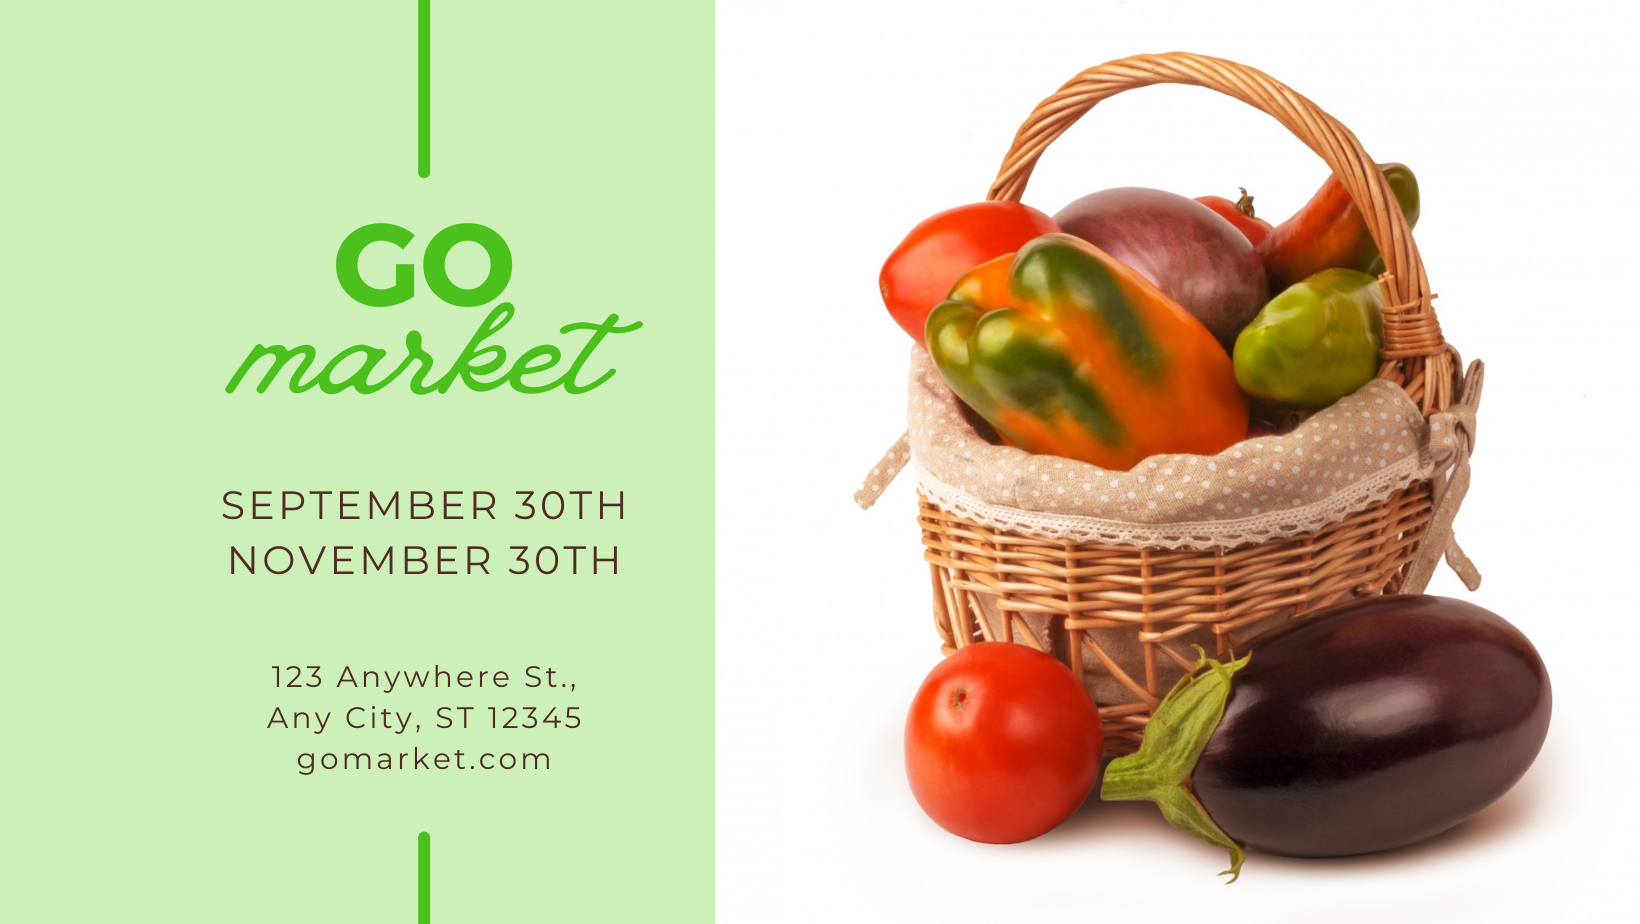 GO
market
SEPTEMBER 30TH
NOVEMBER 30TH
123 Anywhere St.,
Any City, ST 12345
gomarket.com